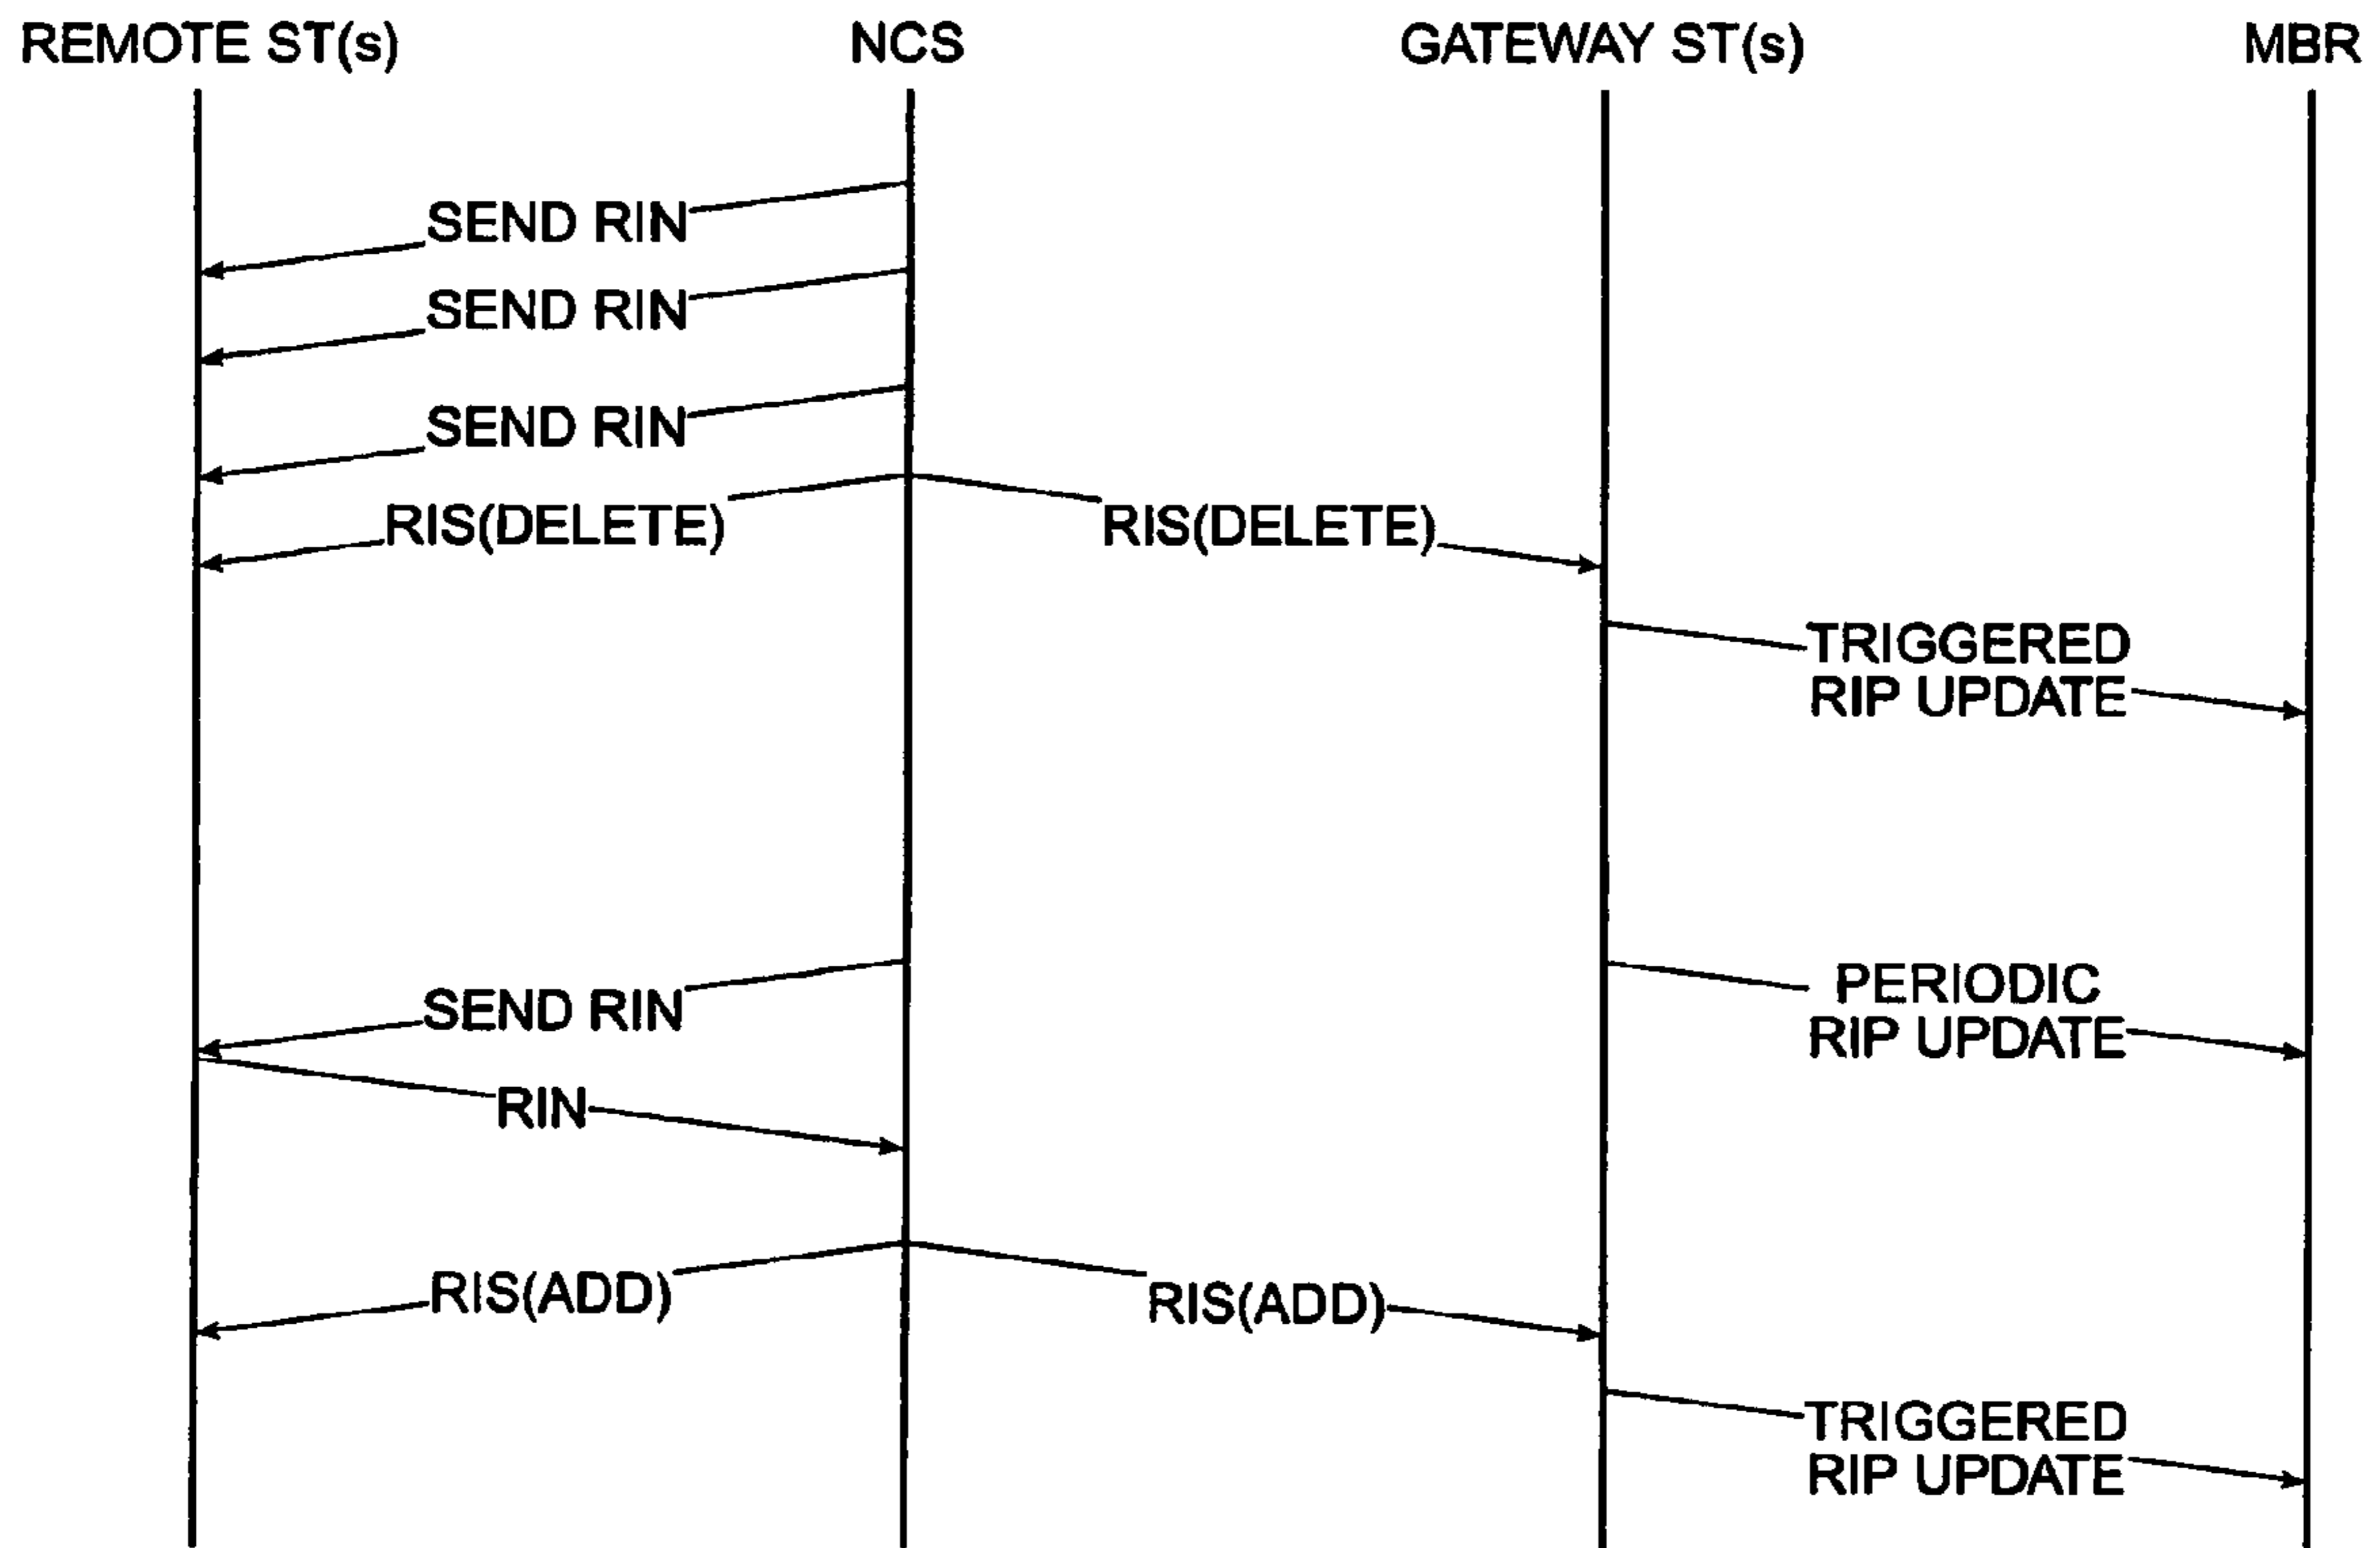 REMOTE ST(s)
NCS
GATEWAY ST(s)
MBR
SEND RIN
SEND RIN
SEND RIN
RIS(DELETE)
RIS(DELETE)
TRIGGERED
RIP UPDATE
SEND RIN
PERIODIC
RIP UPDATE
RIN
RIS(ADD)
RIS(ADD)
TRIGGERED
RIP UPDATE